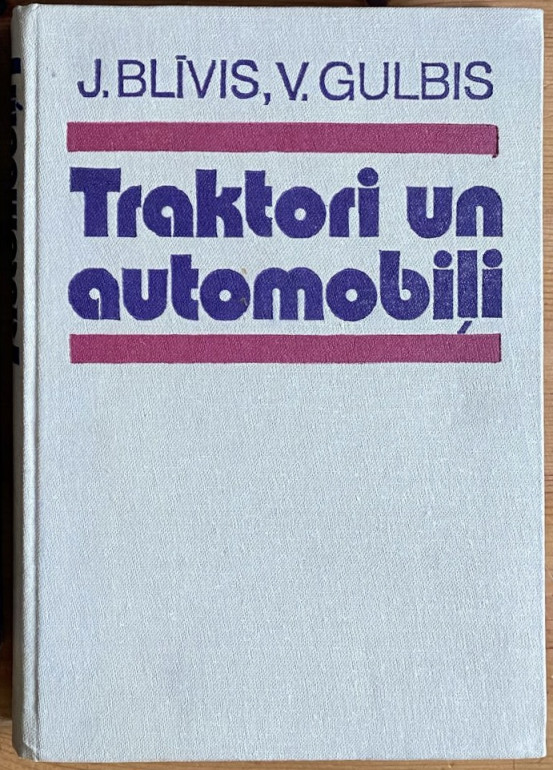 J. BLĪVIS, V. GULBIS
Traktori un
automobiļi